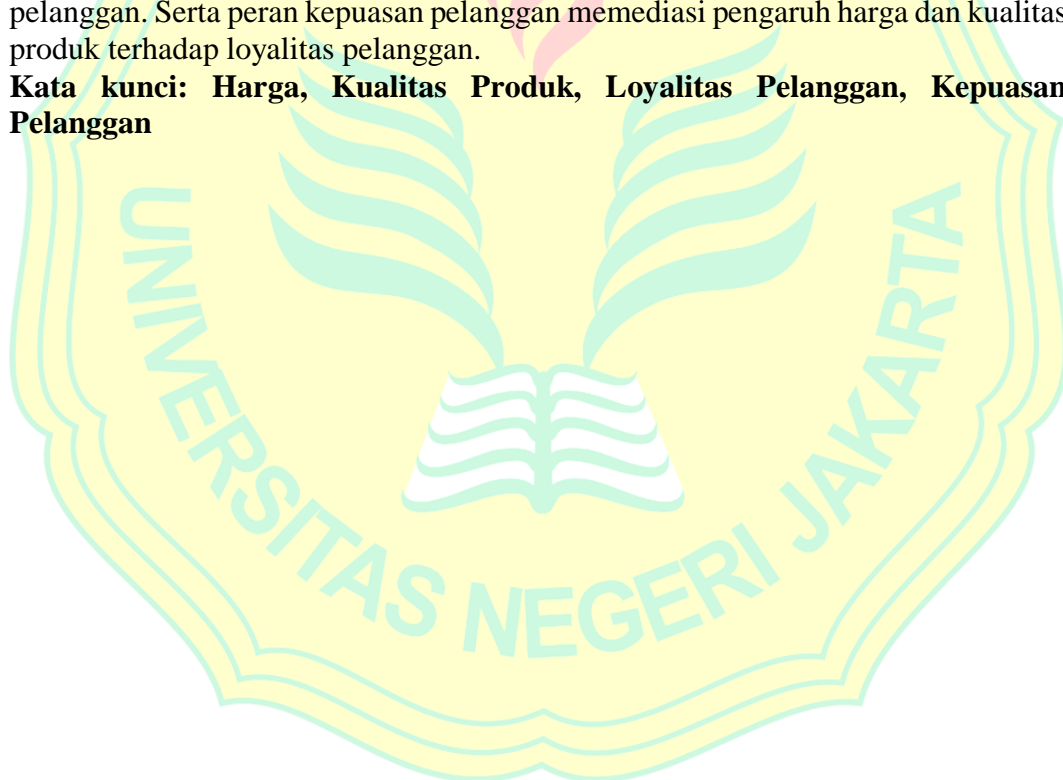 pelanggan. Serta peran kepuasan pelanggan memediasi pengaruh harga dan kualitas
produk terhadap loyalitas pelanggan.
Kata kunci: Harga, Kualitas Produk, Loyalitas Pelanggan, Kepuasan
Pelanggan
UNIVERSITAS NEGERI JAKARTA